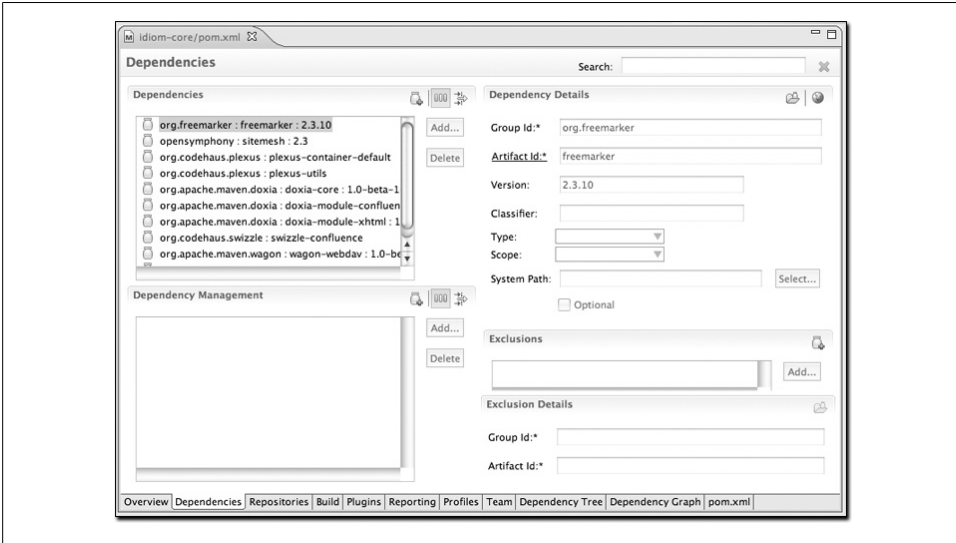 idiom-core/pom.xml
Dependencies
Search:
Dependencies
org.freemarker : freemarker : 2.3.10
opensymphony : sitemesh : 2.3
org.codehaus.plexus : plexus-container-default
org.codehaus.plexus : plexus-utils
org.apache.maven.doxia : doxia-core : 1.0-beta-1
org.apache.maven.doxia : doxia-module-confluen
org.apache.maven.doxia : doxia-module-xhtml : 1
org.codehaus.swizzle : swizzle-confluence
org.apache.maven.wagon : wagon-webdav : 1.0-be
Add...
Delete
Dependency Management
Add...
Delete
Dependency Details
Group Id:* org.freemarker
Artifact Id:* freemarker
Version: 2.3.10
Classifier:
Type:
Scope:
System Path: Select...
Optional
Exclusions
Add...
Exclusion Details
Group Id:*
Artifact Id:*
Overview Dependencies Repositories Build Plugins Reporting Profiles Team Dependency Tree Dependency Graph pom.xml